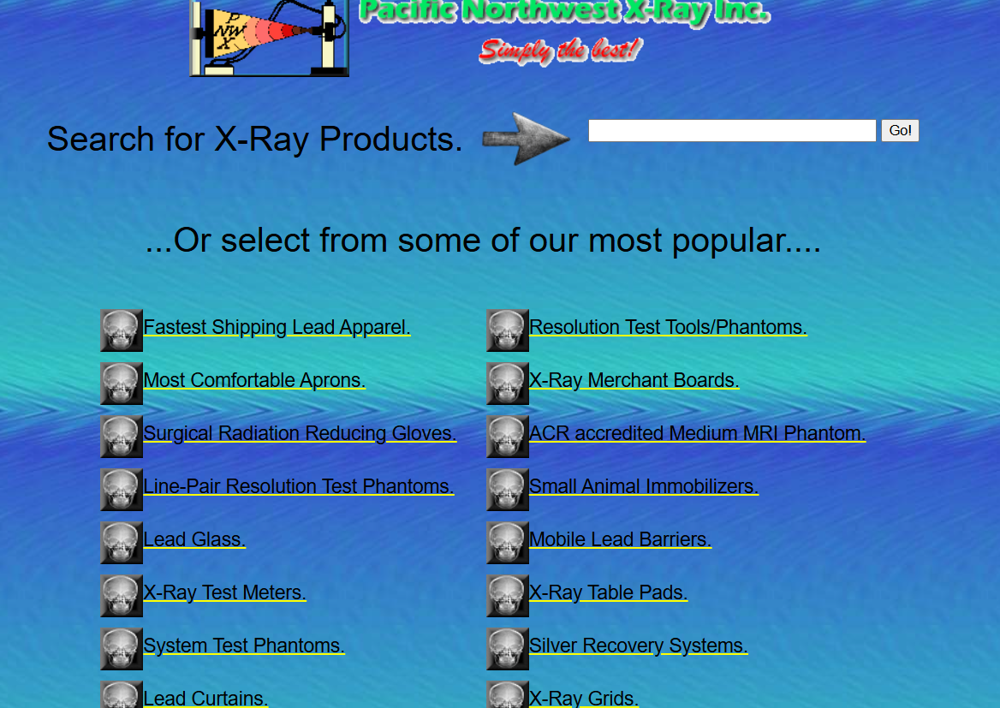 Pacific Northwest X-Ray Inc.
P
NW
X
Simply the best!
Search for X-Ray Products.
Go!
...Or select from some of our most popular....
Fastest Shipping Lead Apparel.
Resolution Test Tools/Phantoms.
Most Comfortable Aprons.
X-Ray Merchant Boards.
Surgical Radiation Reducing Gloves.
ACR accredited Medium MRI Phantom.
Line-Pair Resolution Test Phantoms.
Small Animal Immobilizers.
Lead Glass.
Mobile Lead Barriers.
X-Ray Test Meters.
X-Ray Table Pads.
System Test Phantoms.
Silver Recovery Systems.
Lead Curtains.
X-Ray Grids.